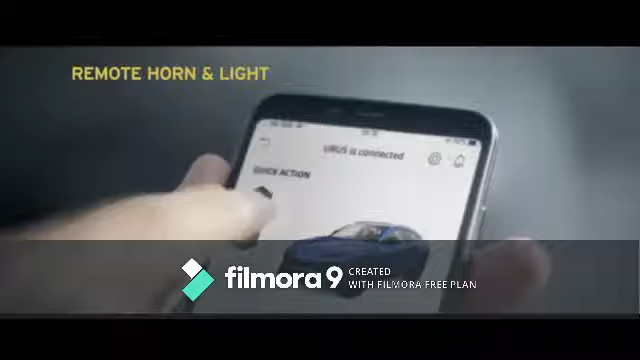 REMOTE HORN & LIGHT
URUS is connected
QUICK ACTION
filmora 9 CREATED
WITH FILMORA FREE PLAN